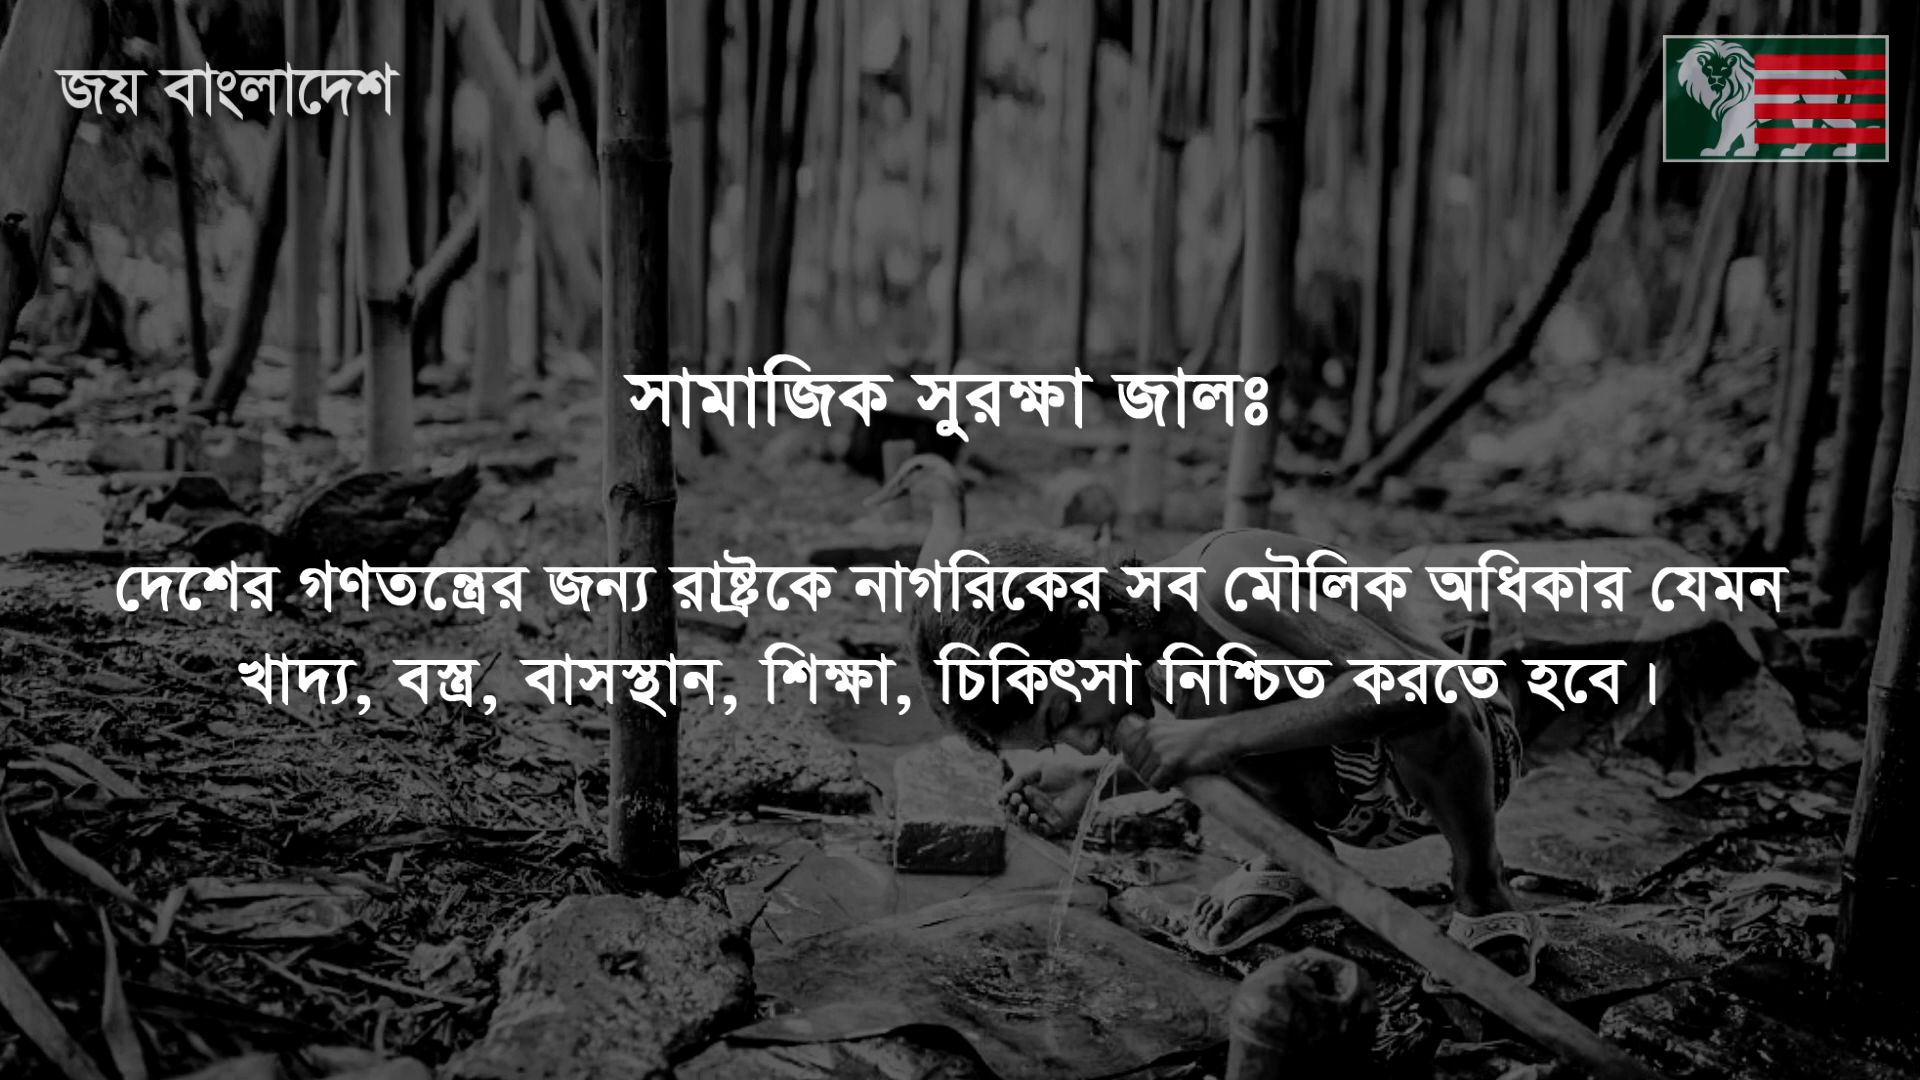 জয় বাংলাদেশ
সামাজিক সুরক্ষা জালঃ
দেশের গণতন্ত্রের জন্য রাষ্ট্রকে নাগরিকের সব মৌলিক অধিকার যেমন
খাদ্য, বস্ত্র, বাসস্থান, শিক্ষা, চিকিৎসা নিশ্চিত করতে হবে।